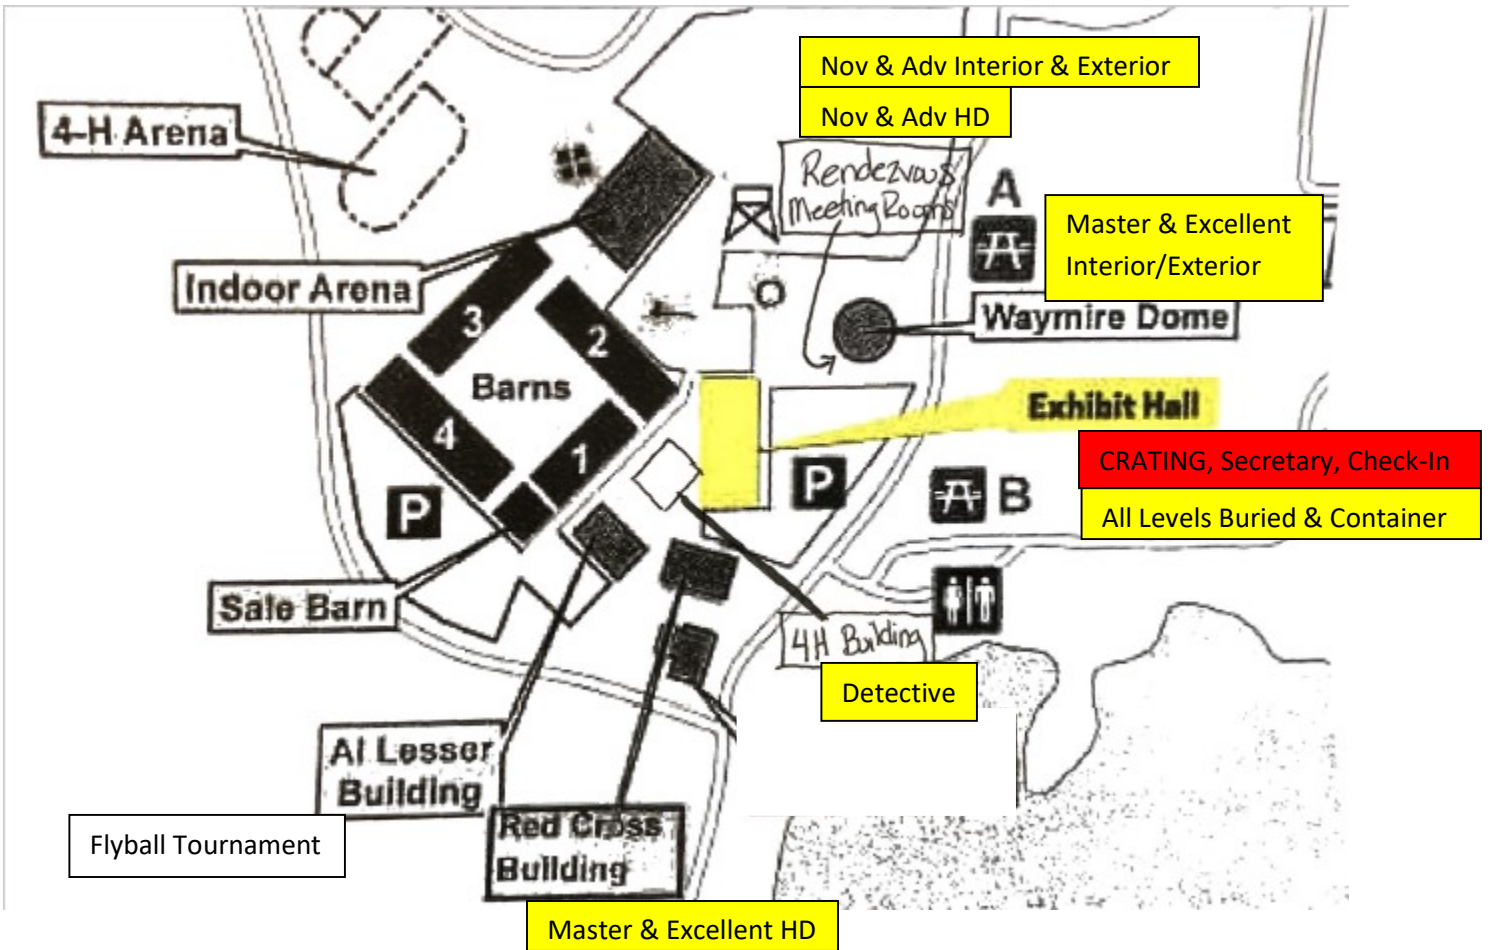 Nov & Adv Interior & Exterior
Nov & Adv HD
4-H Arena
Rendezvous
Meeting Rooms
A
Master & Excellent
Interior/Exterior
Indoor Arena
Waymire Dome
3
2
Barns
4
1
Exhibit Hall
CRATING, Secretary, Check-In
All Levels Buried & Container
P
P
B
Sale Barn
4H Building
Detective
Al Lesser
Building
Flyball Tournament
Red Cross
Building
Master & Excellent HD